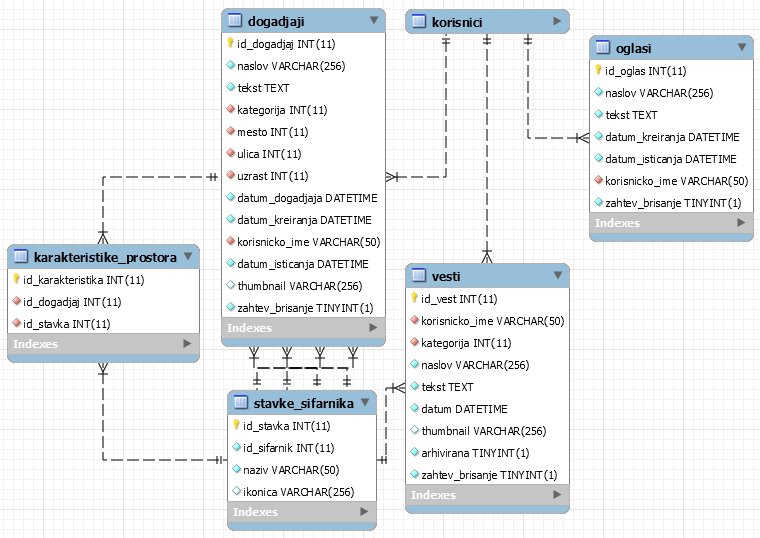 dogadjaji
id_dogadjaj INT(11)
naslov VARCHAR(256)
tekst TEXT
kategorija INT(11)
mesto INT(11)
ulica INT(11)
uzrast INT(11)
datum_dogadjaja DATETIME
datum_kreiranja DATETIME
korisnicko_ime VARCHAR(50)
datum_isticanja DATETIME
thumbnail VARCHAR(256)
zahtev_brisanje TINYINT(1)
Indexes
korisnici
oglasi
id_oglas INT(11)
naslov VARCHAR(256)
tekst TEXT
datum_kreiranja DATETIME
datum_isticanja DATETIME
korisnicko_ime VARCHAR(50)
zahtev_brisanje TINYINT(1)
Indexes
karakteristike_prostora
id_karakteristika INT(11)
id_dogadjaj INT(11)
id_stavka INT(11)
Indexes
vesti
id_vest INT(11)
korisnicko_ime VARCHAR(50)
kategorija INT(11)
naslov VARCHAR(256)
tekst TEXT
datum DATETIME
thumbnail VARCHAR(256)
arhivirana TINYINT(1)
zahtev_brisanje TINYINT(1)
Indexes
stavke_sifarnika
id_stavka INT(11)
id_sifarnik INT(11)
naziv VARCHAR(50)
ikonica VARCHAR(256)
Indexes